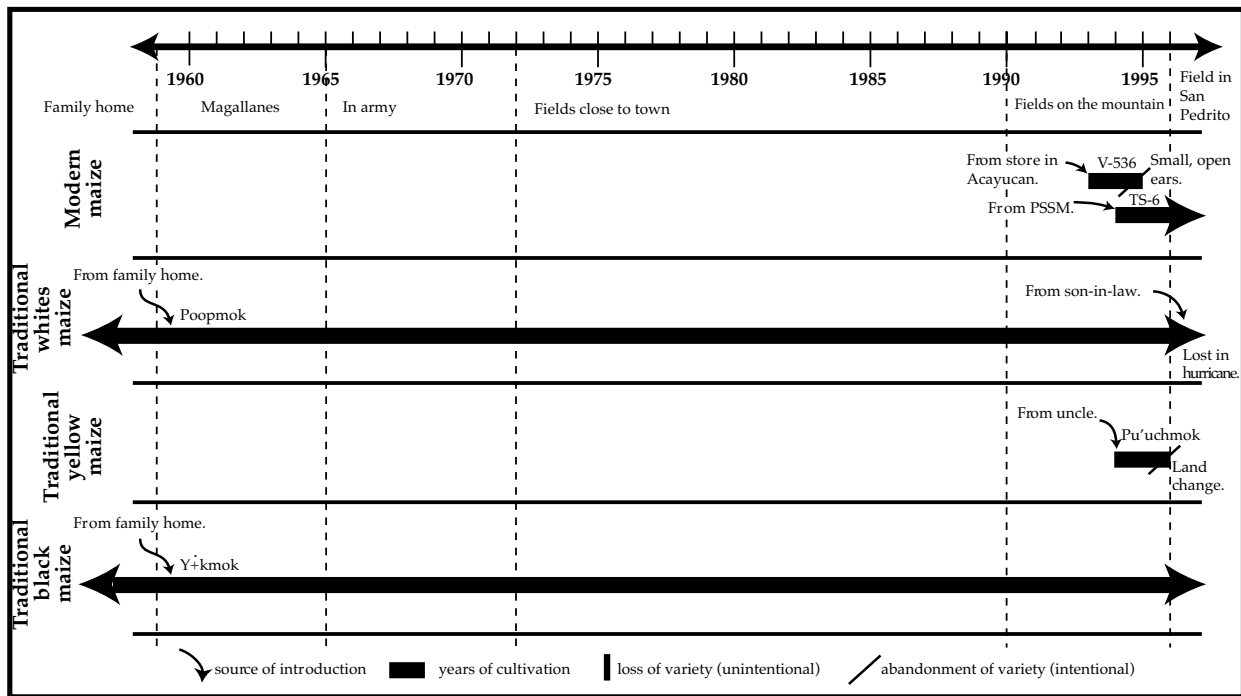 1960 1965 1970 1975 1980 1985 1990 1995
Family home
Magallanes
In army
Fields close to town
Fields on the mountain
Field in
San
Pedrito
Modern
maize
From store in
Acayucan.
V-536
Small, open
ears.
From PSSM.
TS-6
Traditional
whites
maize
From family home.
Poopmok
From son-in-law.
Lost in
hurricane.
Traditional
yellow
maize
From uncle.
Pu'uchmok
Land
change.
Traditional
black
maize
From family home.
Y∔kmok
source of introduction
years of cultivation
loss of variety (unintentional)
abandonment of variety (intentional)